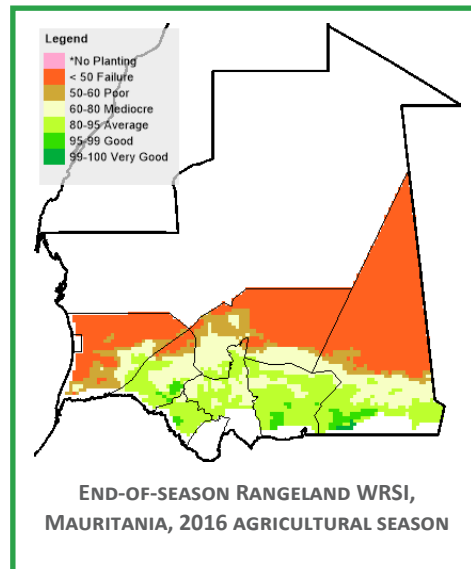 Legend
*No Planting
< 50 Failure
50-60 Poor
60-80 Mediocre
80-95 Average
95-99 Good
99-100 Very Good
END-OF-SEASON RANGELAND WRSI,
MAURITANIA, 2016 AGRICULTURAL SEASON